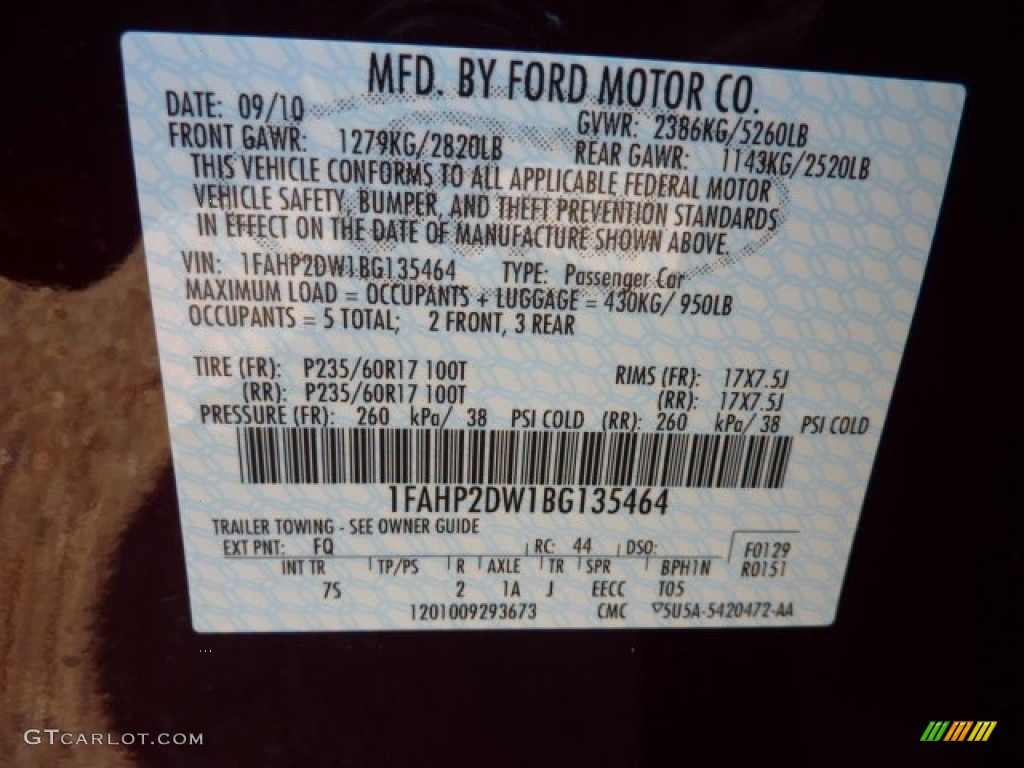 MFD. BY FORD MOTOR CO.
DATE: 09/10 GVWR: 2386KG/5260LB
FRONT GAWR: 1279KG/2820LB REAR GAWR: 1143KG/2520LB
THIS VEHICLE CONFORMS TO ALL APPLICABLE FEDERAL MOTOR
VEHICLE SAFETY, BUMPER, AND THEFT PREVENTION STANDARDS
IN EFFECT ON THE DATE OF MANUFACTURE SHOWN ABOVE.
VIN: 1FAHP2DW1BG135464 TYPE: Passenger Car
MAXIMUM LOAD = OCCUPANTS + LUGGAGE = 430KG/ 950LB
OCCUPANTS = 5 TOTAL; 2 FRONT, 3 REAR
TIRE (FR): P235/60R17 100T RIMS (FR): 17X7.5J
(RR): P235/60R17 100T (RR): 17X7.5J
PRESSURE (FR): 260 kPa/ 38 PSI COLD (RR): 260 kPa/ 38 PSI COLD
1FAHP2DW1BG135464
TRAILER TOWING - SEE OWNER GUIDE
EXT PNT: FQ RC: 44 DSO: F0129
INT TR TP/PS R AXLE TR SPR BPH1N R0151
7S 2 1A J EECC T05
1201009293673 CMC ▽5U5A-5420472-AA
GTCARLOT.COM